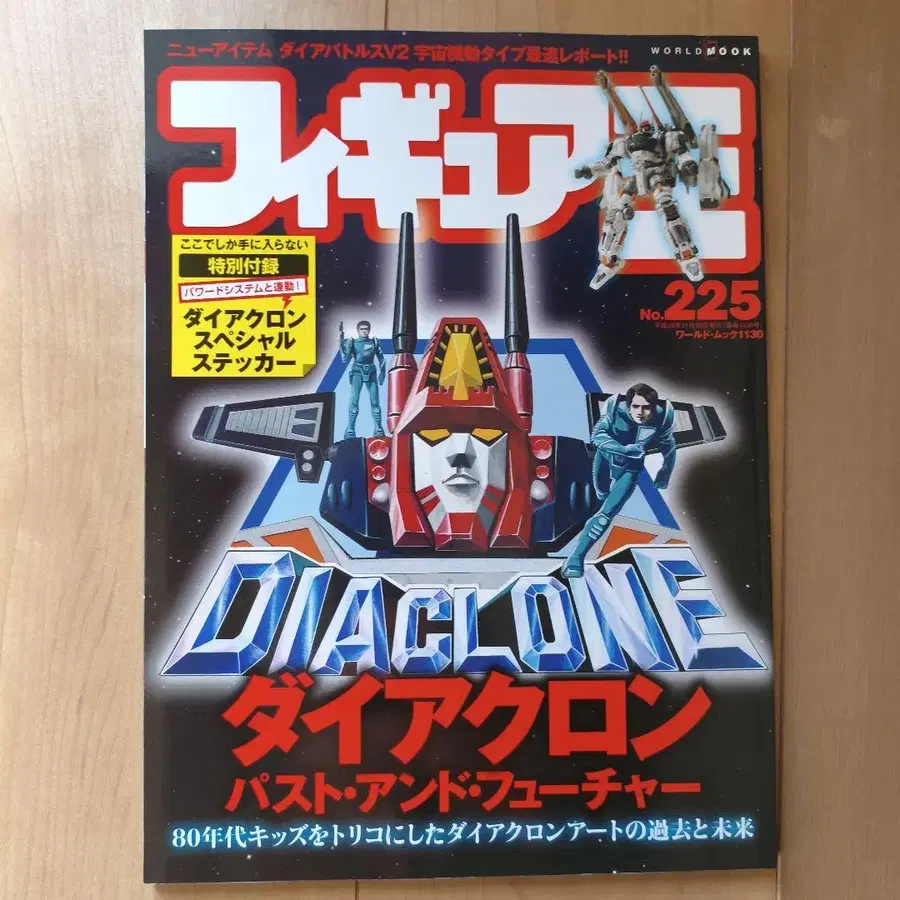 ニューアイテム ダイアバトルスV2 宇宙機動タイプ最速レポート!!
WORLD MOOK
フィギュア王
ここでしか手に入らない
特別付録
パワードシステムと連動!
ダイアクロン
スペシャル
ステッカー
No.225
ワールド・ムック1130
DIACLONE
ダイアクロン
パスト・アンド・フューチャー
80年代キッズをトリコにしたダイアクロンアートの過去と未来